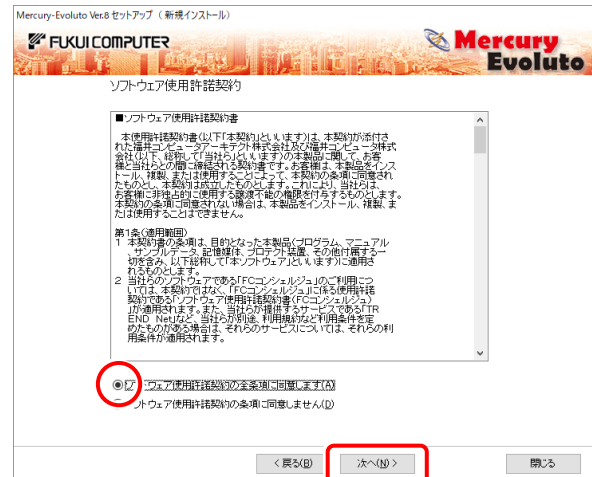 Mercury-Evoluto Ver.8 セットアップ（新規インストール）
FUKUI COMPUTER
Mercury
Evoluto
ソフトウェア使用許諾契約
■ソフトウェア使用許諾契約書
本使用許諾契約書(以下「本契約」といいます)は、本契約が添付さ
れた福井コンピュータアーキテクト株式会社及び福井コンピュータ株式
会社(以下、総称して「当社ら」といいます)の本製品に関して、お客
様と当社らとの間に締結される契約書です。お客様は、本製品をインス
トール、複製、または使用することによって、本契約の条項に同意され
たものとし、本契約は成立したものとします。これにより、当社らは、
お客様に非独占的に使用する譲渡不能の権限を付与するものとします。
本契約の条項に同意されない場合は、本製品をインストール、複製、ま
たは使用することはできません。
第1条(適用範囲)
1 本契約書の条項は、目的となった本製品(プログラム、マニュアル
、サンプルデータ、記憶媒体、プロテクト装置、その他付属する一
切を含み、以下総称して「本ソフトウェア」といいます)に適用さ
れるものとします。
2 当社らのソフトウェアである「FCコンシェルジュ」のご利用につ
いては、本契約ではなく、「FCコンシェルジュ」に係る使用許諾
契約である「ソフトウェア使用許諾契約書(FCコンシェルジュ)
」が適用されます。また、当社らが提供するサービスである「TR
END Net」など、当社らが別途、利用規約など利用条件を定
めたものがある場合は、それらのサービスについては、それらの利
用条件が適用されます。
ウェア使用許諾契約の全条項に同意します(A)
フトウェア使用許諾契約の条項に同意しません(D)
< 戻る(B)
次へ(N) >
閉じる